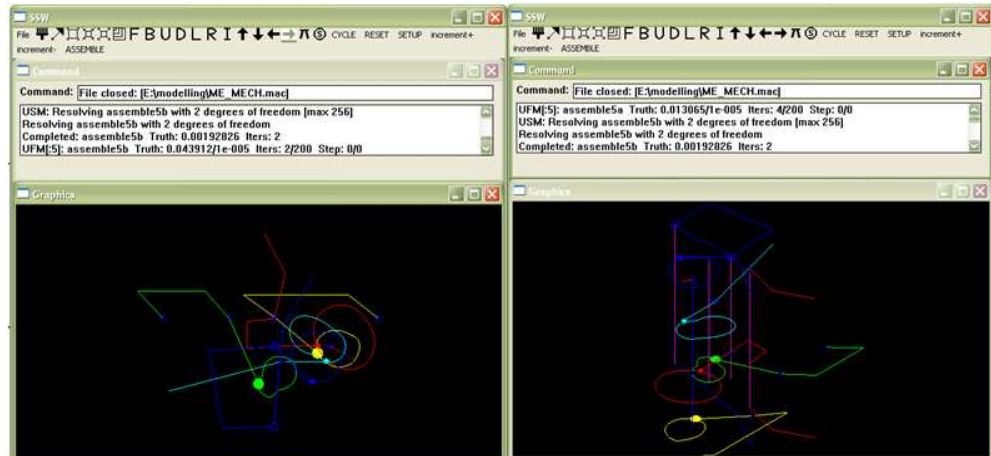 SSW
File F B U D L R I π S CYCLE RESET SETUP increment+
increment- ASSEMBLE
Command
Command: File closed: [E:\modelling\ME_MECH.mac]
USM: Resolving assemble5b with 2 degrees of freedom [max 256]
Resolving assemble5b with 2 degrees of freedom
Completed: assemble5b Truth: 0.00192826 Iters: 2
UFM[:5]: assemble5b Truth: 0.043912/1e-005 Iters: 2/200 Step: 0/0
Graphics
SSW
File F B U D L R I π S CYCLE RESET SETUP increment+
increment- ASSEMBLE
Command
Command: File closed: [E:\modelling\ME_MECH.mac]
UFM[:5]: assemble5a Truth: 0.013065/1e-005 Iters: 4/200 Step: 0/0
USM: Resolving assemble5b with 2 degrees of freedom [max 256]
Resolving assemble5b with 2 degrees of freedom
Completed: assemble5b Truth: 0.00192826 Iters: 2
Graphics